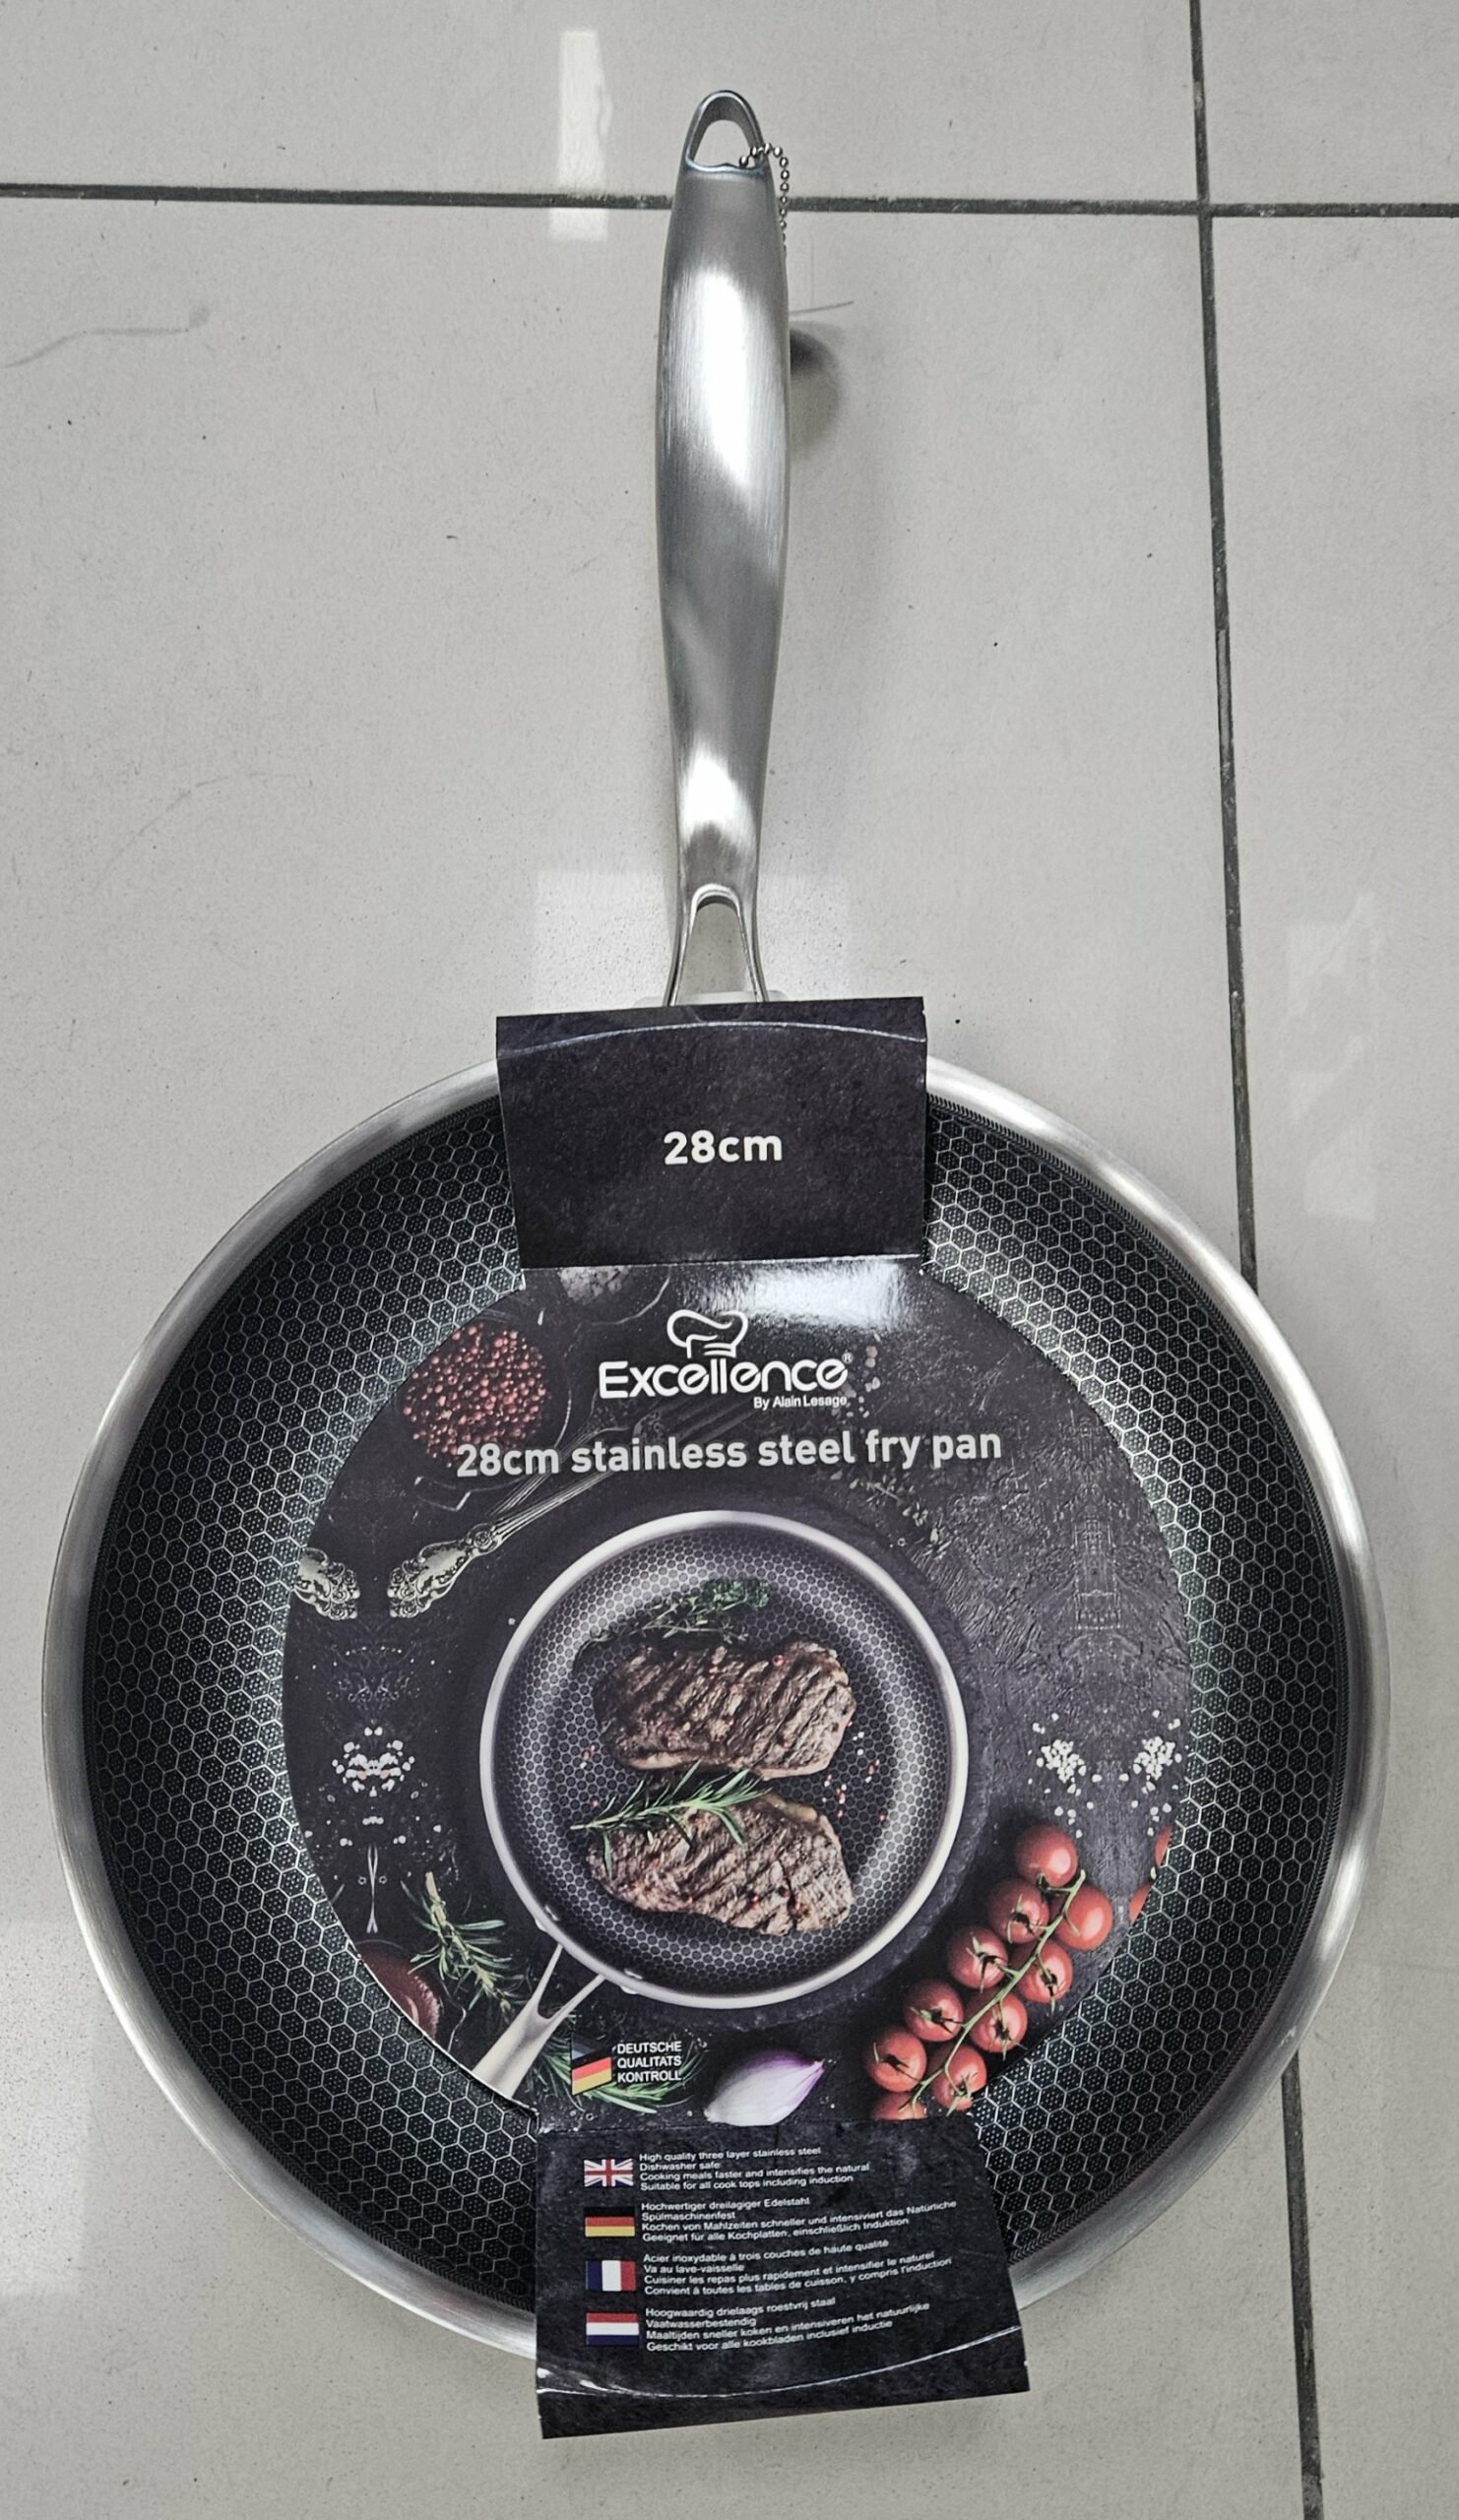 28cm
Excellence®
By Alain Lesage
28cm stainless steel fry pan
DEUTSCHE
QUALITATS
KONTROLL
High quality three layer stainless steel
Dishwasher safe
Cooking meals faster and intensifies the natural
Suitable for all cook tops including induction
Hochwertiger dreilagiger Edelstahl
Spülmaschinenfest
Kochen von Mahlzeiten schneller und intensiviert das Natürliche
Geeignet für alle Kochplatten, einschließlich Induktion
Acier inoxydable à trois couches de haute qualité
Va au lave-vaisselle
Cuisiner les repas plus rapidement et intensifier le naturel
Convient à toutes les tables de cuisson, y compris l'induction
Hoogwaardig drielaags roestvrij staal
Vaatwasserbestendig
Maaltijden sneller koken en intensiveren het natuurlijke
Geschikt voor alle kookbladen inclusief inductie